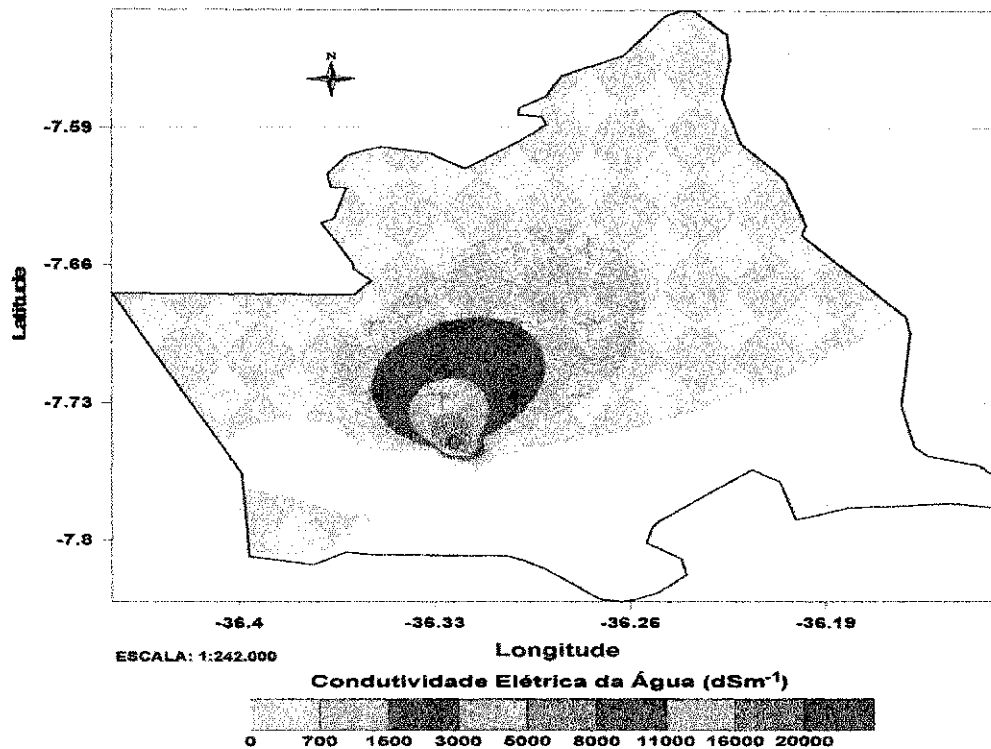 N
-7.59
-7.66
Latitude
-7.73
-7.8
-36.4 -36.33 -36.26 -36.19
ESCALA: 1:242.000
Longitude
Condutividade Elétrica da Água (dSm⁻¹)
0 700 1500 3000 5000 8000 11000 16000 20000